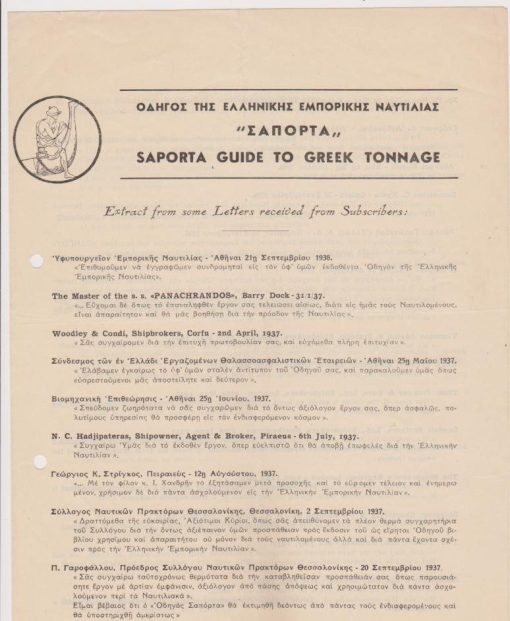 ΟΔΗΓΟΣ ΤΗΣ ΕΛΛΗΝΙΚΗΣ ΕΜΠΟΡΙΚΗΣ ΝΑΥΤΙΛΙΑΣ
"ΣΑΠΟΡΤΑ„
SAPORTA GUIDE TO GREEK TONNAGE
Extract from some Letters received from Subscribers:
Ὑφυπουργεῖον Ἐμπορικῆς Ναυτιλίας - Ἀθῆναι 21ῃ Σεπτεμβρίου 1938.
«Ἐπιθυμοῦμεν νὰ ἐγγραφῶμεν συνδρομηταὶ εἰς τὸν ὑφ' ὑμῶν ἐκδοθέντα Ὁδηγὸν τῆς Ἑλληνικῆς
Ἐμπορικῆς Ναυτιλίας».
The Master of the s. s. «PANACHRANDOS», Barry Dock - 31/1/37.
«... Εὔχομαι δὲ ὅπως τὸ ἐπαναληφθὲν ἔργον σας τελειώσει αἰσίως, διότι εἰς ἡμᾶς τοὺς Ναυτιλομένους,
εἶναι ἀπαραίτητον καὶ θὰ μᾶς βοηθήσῃ διὰ τὴν πρόοδον τῆς Ναυτιλίας».
Woodley & Condi, Shipbrokers, Corfu - 2nd April, 1937.
«Σᾶς συγχαίρομεν διὰ τὴν ἐπιτυχῆ πρωτοβουλίαν σας, καὶ εὐχόμεθα πλήρη ἐπιτυχίαν».
Σύνδεσμος τῶν ἐν Ἑλλάδι Ἐργαζομένων Θαλασσοασφαλιστικῶν Ἑταιρειῶν - Ἀθῆναι 25ῃ Μαΐου 1937.
«Ἐλάβομεν ἐγκαίρως τὸ ὑφ' ὑμῶν σταλὲν ἀντίτυπον τοῦ Ὁδηγοῦ σας, καὶ παρακαλοῦμεν ὑμᾶς ὅπως
εὐαρεστούμενοι μᾶς ἀποστείλητε καὶ δεύτερον».
Βιομηχανικὴ Ἐπιθεώρησις - Ἀθῆναι 25ῃ Ἰουνίου, 1937.
«Σπεύδομεν ζωηρότατα νὰ σᾶς συγχαρῶμεν διὰ τὸ ὄντως ἀξιόλογον ἔργον σας, ὅπερ ἀσφαλῶς, πο-
λυτίμους ὑπηρεσίας θὰ προσφέρῃ εἰς τὸν ἐνδιαφερόμενον κόσμον».
N. C. Hadjipateras, Shipowner, Agent & Broker, Piraeus - 6th July, 1937.
«Συγχαίρω Ὑμᾶς διὰ τὸ ἐκδοθὲν ἔργον, ὅπερ εὐελπιστῶ ὅτι θὰ ἀποβῇ ἐπωφελὲς διὰ τὴν Ἑλληνικὴν
Ναυτιλίαν».
Γεώργιος Κ. Στρίγκος, Πειραιεύς - 12ῃ Αὐγούστου, 1937.
«... Μὲ τὸν φίλον κ. Ι. Χανδρῆν τὸ ἐξητάσαμεν μετὰ προσοχῆς καὶ τὸ εὕρομεν τέλειον καὶ ἐνημερω
μένον, χρήσιμον δὲ διὰ πάντα ἀσχολούμενον εἰς τὴν Ἑλληνικὴν Ἐμπορικὴν Ναυτιλίαν».
Σύλλογος Ναυτικῶν Πρακτόρων Θεσσαλονίκης, Θεσσαλονίκη, 2 Σεπτεμβρίου 1937.
«Δραττόμεθα τῆς εὐκαιρίας, Ἀξιότιμοι Κύριοι, ὅπως σᾶς ἀπευθύνομεν τὰ πλέον θερμὰ συγχαρητήρια
τοῦ Συλλόγου διὰ τὴν ὄντως ἀξιέπαινον ὑμῶν προσπάθειαν πρὸς ἔκδοσιν τοῦ ὡς εἴρηται Ὁδηγοῦ βι-
βλίου χρησίμου καὶ ἀπαραιτήτου οὐ μόνον διὰ τοὺς ναυτιλομένους ἀλλὰ καὶ διὰ πάντα ἔχοντα σχέ-
σιν πρὸς τὴν Ἑλληνικὴν Ἐμπορικὴν Ναυτιλίαν».
Π. Γαροφάλλου, Πρόεδρος Συλλόγου Ναυτικῶν Πρακτόρων Θεσσαλονίκης - 20 Σεπτεμβρίου 1937.
«Σᾶς συγχαίρω ταὐτοχρόνως θερμότατα διὰ τὴν καταβληθεῖσαν προσπάθειάν σας ὅπως παρουσιά-
σητε ἔργον μὲ ἀρτίαν ἐμφάνισιν, ἀξιόλογον ἀπὸ πάσης ἀπόψεως καὶ χρησιμώτατον διὰ πάντα ἀσχο-
λούμενον περὶ τὰ Ναυτιλιακά».
Εἶμαι βέβαιος ὅτι ὁ «Ὁδηγὸς Σαπόρτα» θὰ ἐκτιμηθῇ δεόντως ἀπὸ πάντας τοὺς ἐνδιαφερομένους καὶ
θὰ ὑποστηριχθῇ ἀμερίστως»